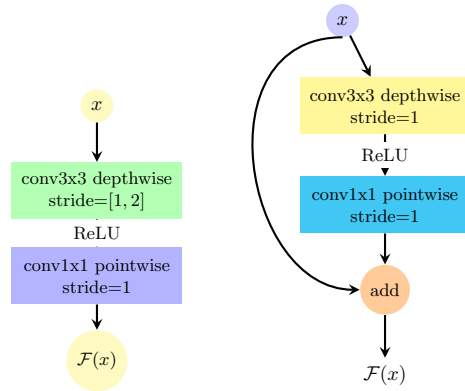 x
conv3x3 depthwise
stride=[1, 2]
ReLU
conv1x1 pointwise
stride=1
F(x)
x
conv3x3 depthwise
stride=1
ReLU
conv1x1 pointwise
stride=1
add
F(x)